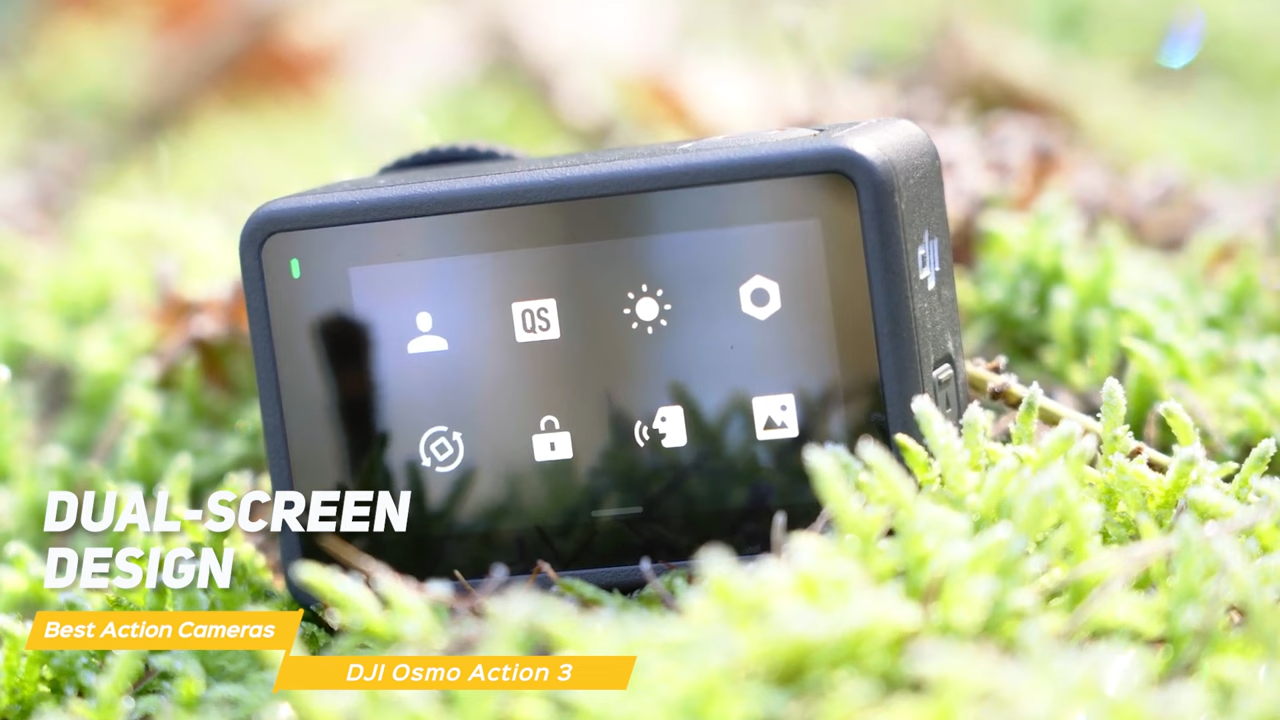 QS
dji
DUAL-SCREEN
DESIGN
Best Action Cameras
DJI Osmo Action 3